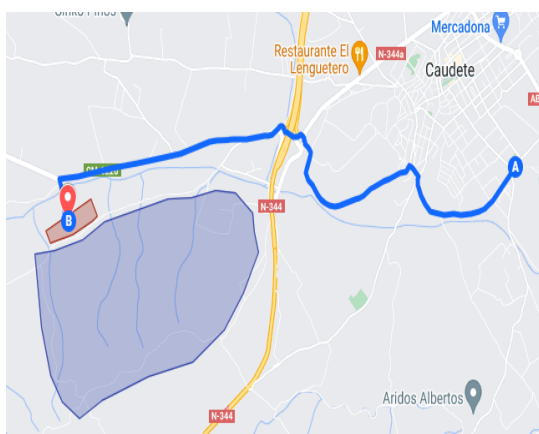 Mercadona
Restaurante El
Lenguetero
N-344a
Caudete
A
N-344
B
Aridos Albertos
N-344